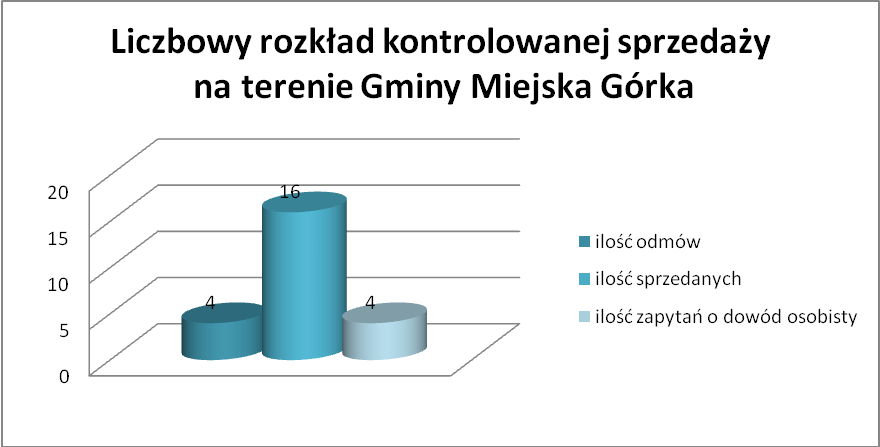 Liczbowy rozkład kontrolowanej sprzedaży
na terenie Gminy Miejska Górka
20
15
10
5
0
4
16
4
ilość odmów
ilość sprzedanych
ilość zapytań o dowód osobisty